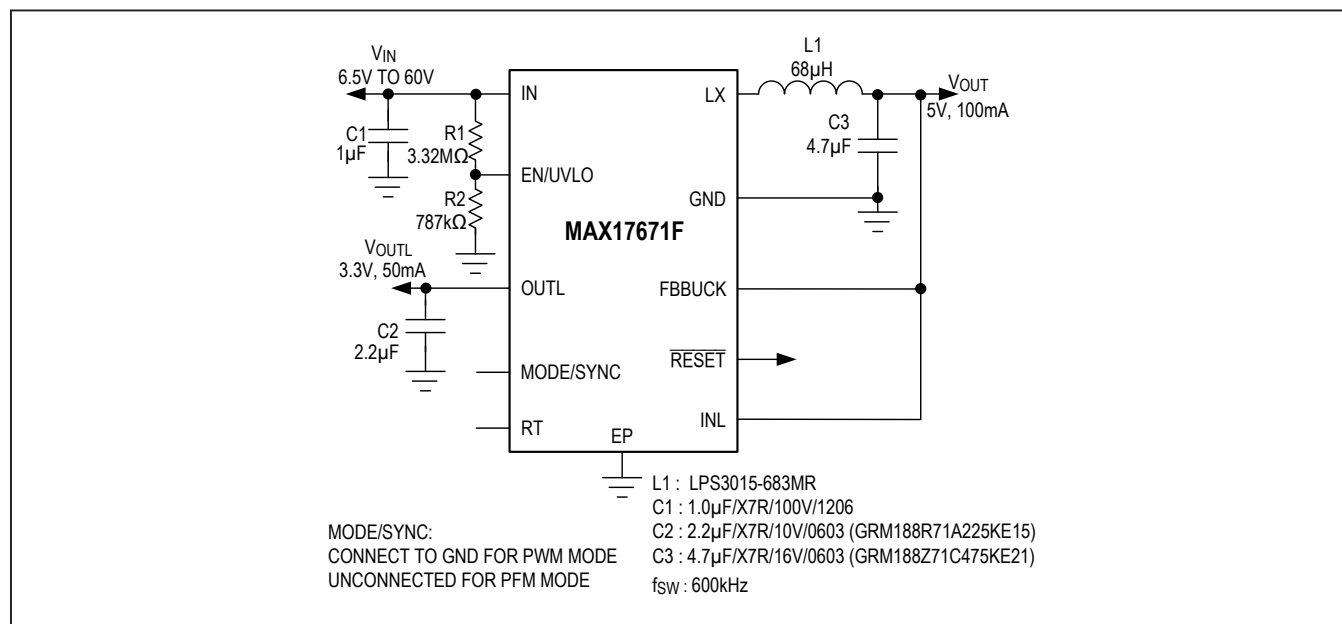 VIN
6.5V TO 60V
C1
1µF
R1
3.32MΩ
R2
787kΩ
VOUTL
3.3V, 50mA
C2
2.2µF
IN
EN/UVLO
OUTL
MODE/SYNC
RT
EP
MAX17671F
LX
GND
FBBUCK
RESET
INL
L1
68µH
VOUT
5V, 100mA
C3
4.7µF
MODE/SYNC:
CONNECT TO GND FOR PWM MODE
UNCONNECTED FOR PFM MODE
L1 : LPS3015-683MR
C1 : 1.0µF/X7R/100V/1206
C2 : 2.2µF/X7R/10V/0603 (GRM188R71A225KE15)
C3 : 4.7µF/X7R/16V/0603 (GRM188Z71C475KE21)
fSW : 600kHz